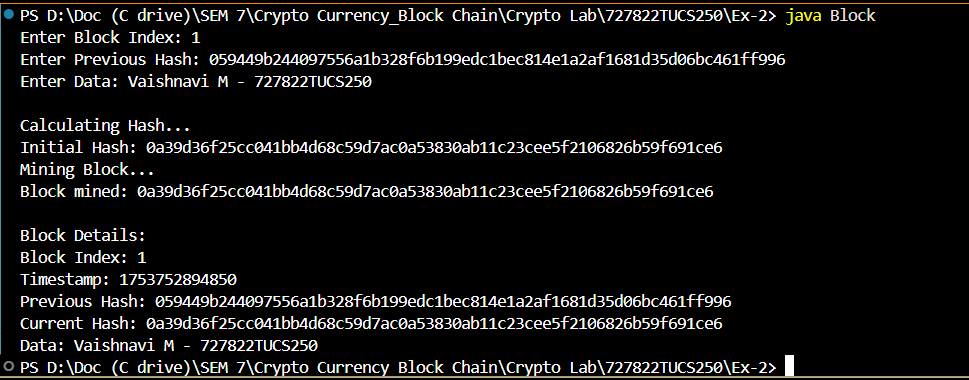 PS D:\Doc (C drive)\SEM 7\Crypto Currency_Block Chain\Crypto Lab\727822TUCS250\Ex-2> java Block
Enter Block Index: 1
Enter Previous Hash: 059449b244097556a1b328f6b199edc1bec814e1a2af1681d35d06bc461ff996
Enter Data: Vaishnavi M - 727822TUCS250
Calculating Hash...
Initial Hash: 0a39d36f25cc041bb4d68c59d7ac0a53830ab11c23cee5f2106826b59f691ce6
Mining Block...
Block mined: 0a39d36f25cc041bb4d68c59d7ac0a53830ab11c23cee5f2106826b59f691ce6
Block Details:
Block Index: 1
Timestamp: 1753752894850
Previous Hash: 059449b244097556a1b328f6b199edc1bec814e1a2af1681d35d06bc461ff996
Current Hash: 0a39d36f25cc041bb4d68c59d7ac0a53830ab11c23cee5f2106826b59f691ce6
Data: Vaishnavi M - 727822TUCS250
PS D:\Doc (C drive)\SEM 7\Crypto Currency Block Chain\Crypto Lab\727822TUCS250\Ex-2>